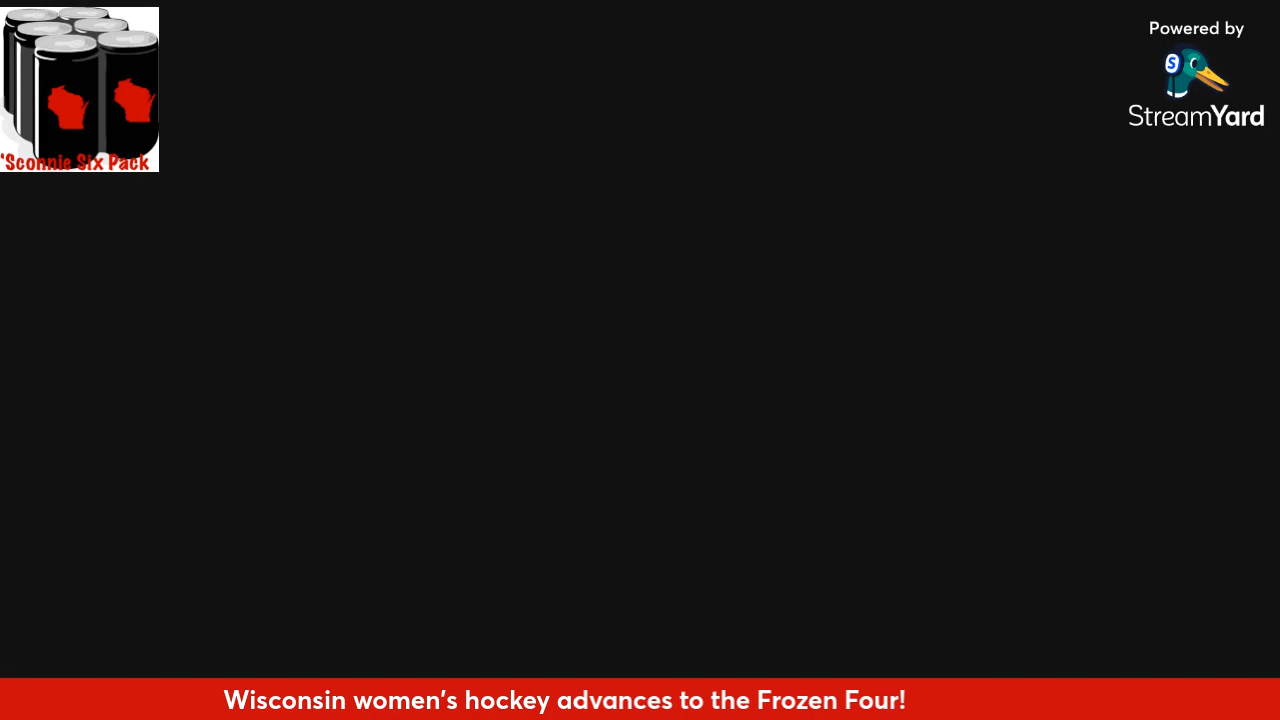 Powered by
S
StreamYard
'Sconnie Six Pack
Wisconsin women's hockey advances to the Frozen Four!